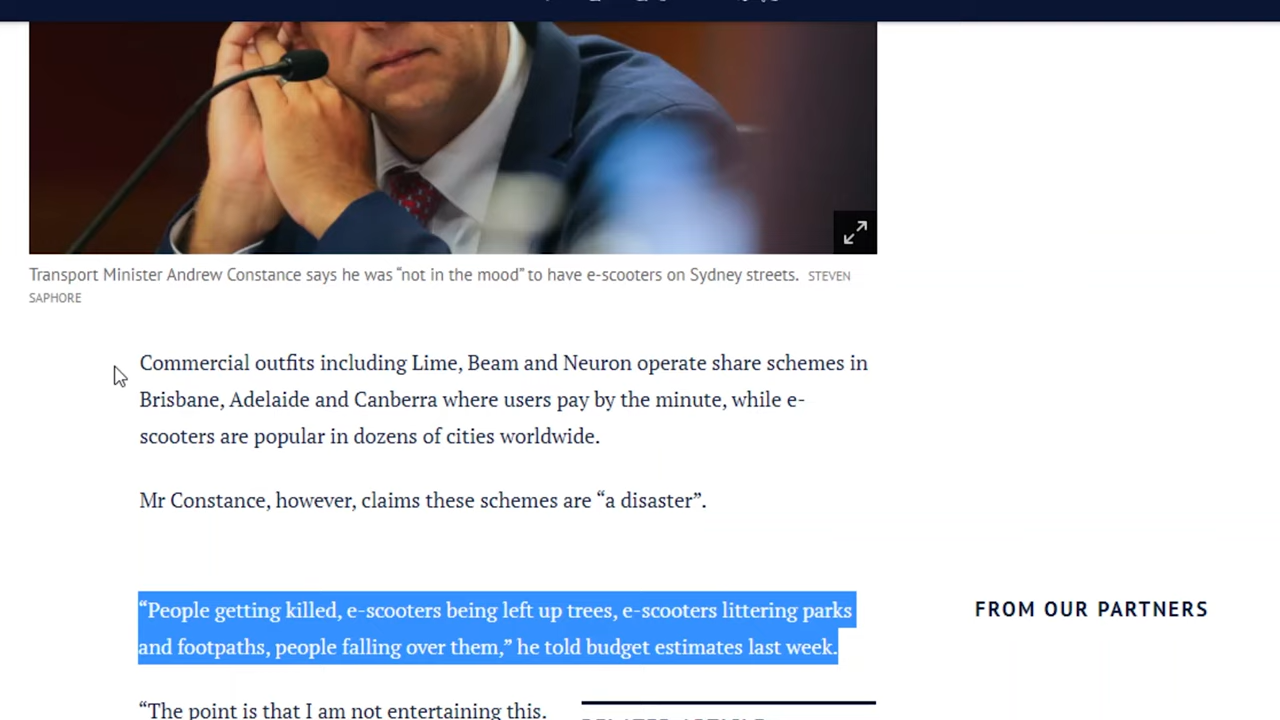 Transport Minister Andrew Constance says he was “not in the mood” to have e-scooters on Sydney streets. STEVEN
SAPHORE
Commercial outfits including Lime, Beam and Neuron operate share schemes in
Brisbane, Adelaide and Canberra where users pay by the minute, while e-
scooters are popular in dozens of cities worldwide.
Mr Constance, however, claims these schemes are “a disaster”.
“People getting killed, e-scooters being left up trees, e-scooters littering parks
and footpaths, people falling over them,” he told budget estimates last week.
FROM OUR PARTNERS
“The point is that I am not entertaining this.